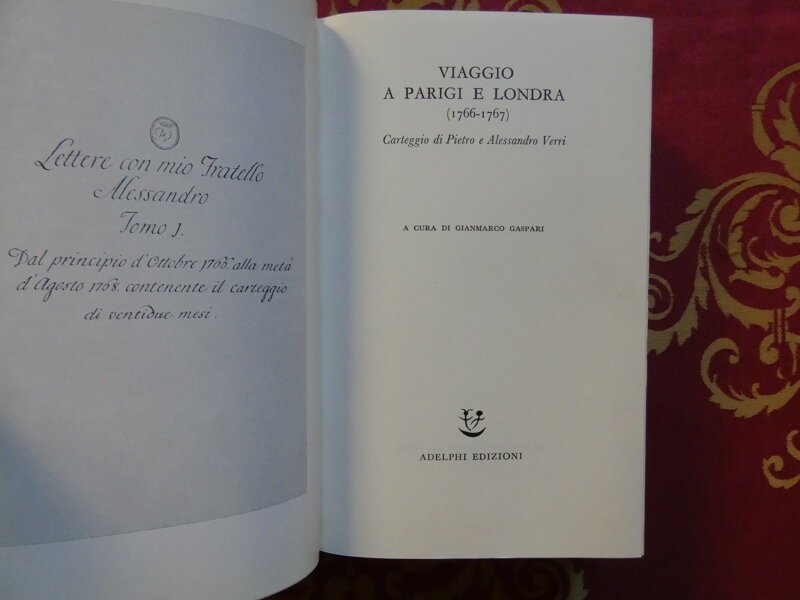 Lettere con mio Fratello
Alessandro
Tomo I.
Dal principio d'Ottobre 1766. alla metà
d'Agosto 1768. contenente il carteggio
di ventidue mesi.
VIAGGIO
A PARIGI E LONDRA
(1766-1767)
Carteggio di Pietro e Alessandro Verri
A CURA DI GIANMARCO GASPARI
ADELPHI EDIZIONI